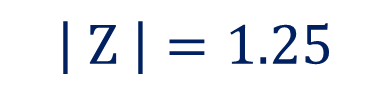 | Z | = 1.25